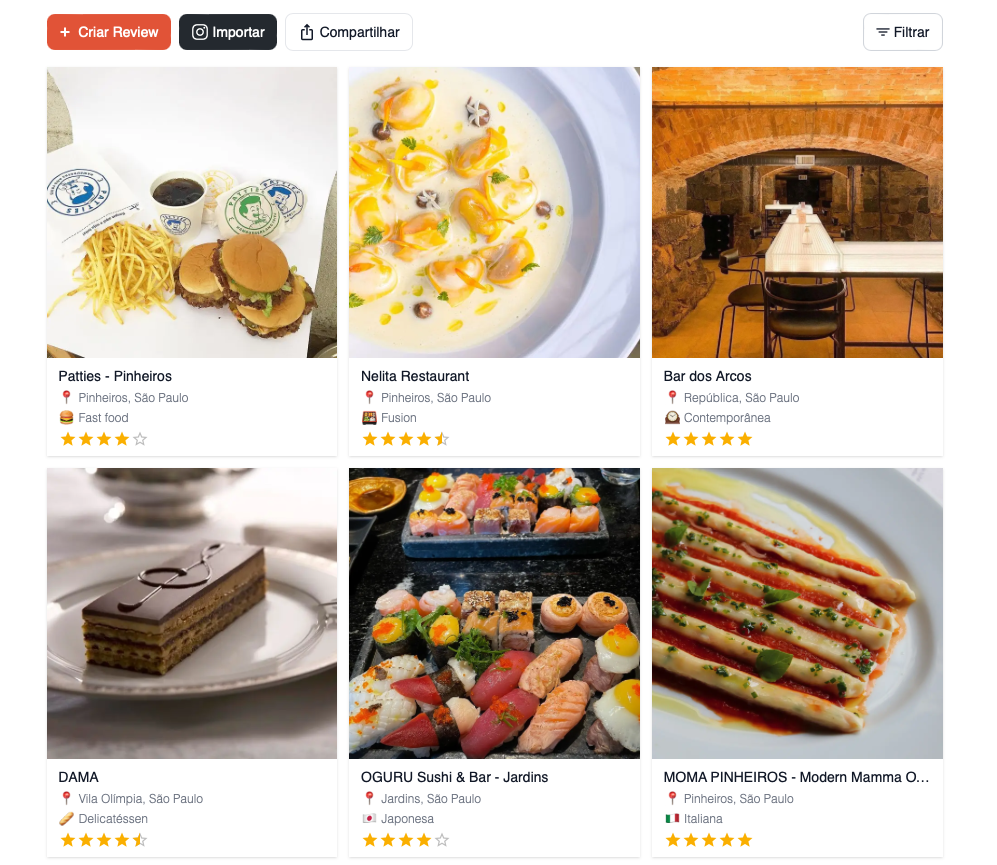 + Criar Review
Importar
Compartilhar
Filtrar
PATTIES
PATTIES
Patties - Pinheiros
Pinheiros, São Paulo
Fast food
Nelita Restaurant
Pinheiros, São Paulo
Fusion
Bar dos Arcos
República, São Paulo
Contemporânea
DAMA
Vila Olímpia, São Paulo
Delicatéssen
OGURU Sushi & Bar - Jardins
Jardins, São Paulo
Japonesa
MOMA PINHEIROS - Modern Mamma O...
Pinheiros, São Paulo
Italiana